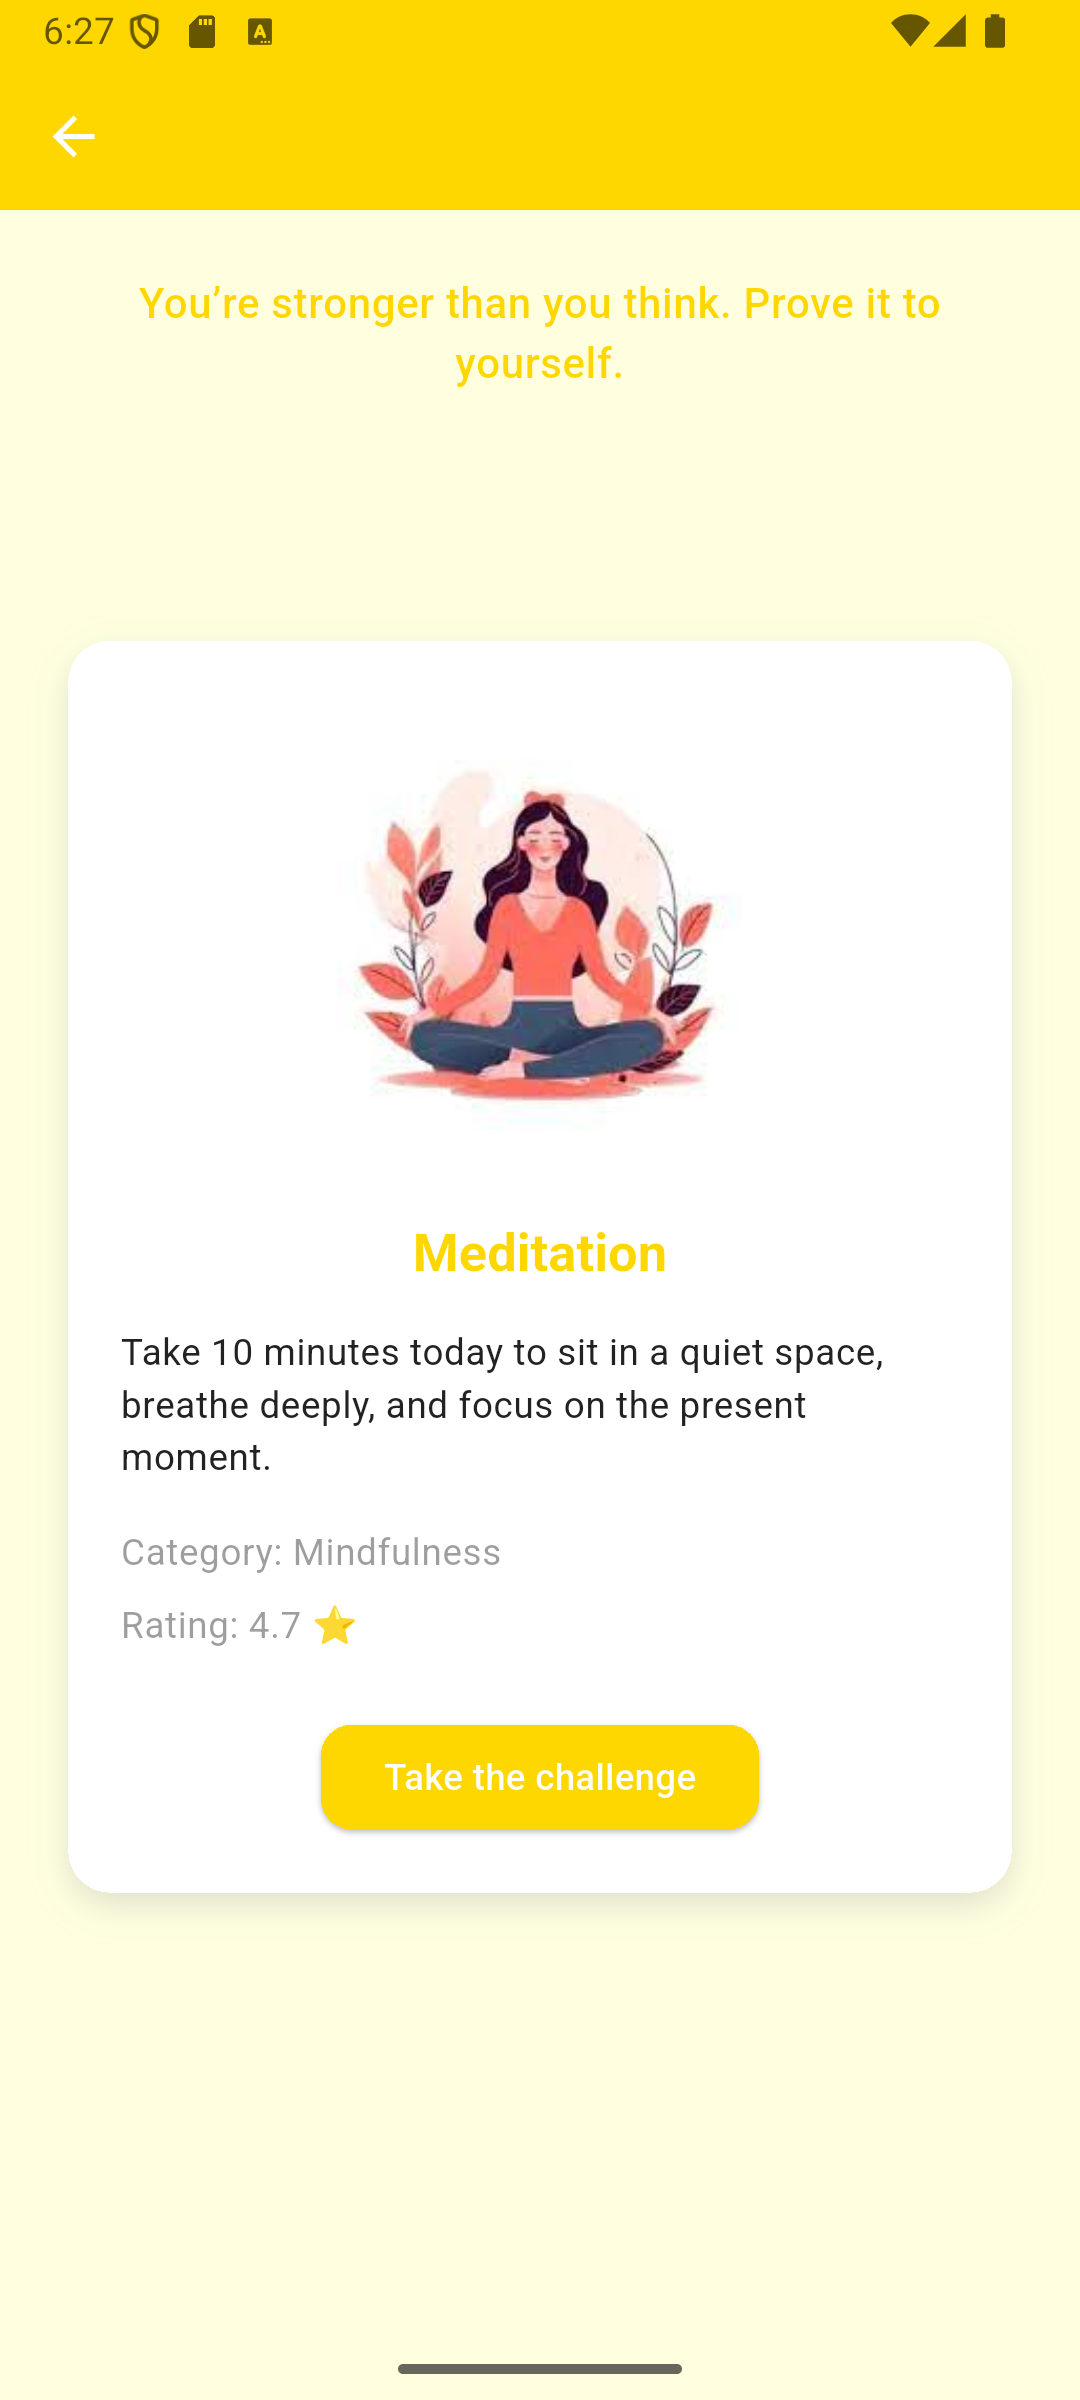 6:27
You’re stronger than you think. Prove it to
yourself.
Meditation
Take 10 minutes today to sit in a quiet space,
breathe deeply, and focus on the present
moment.
Category: Mindfulness
Rating: 4.7 ⭐
Take the challenge